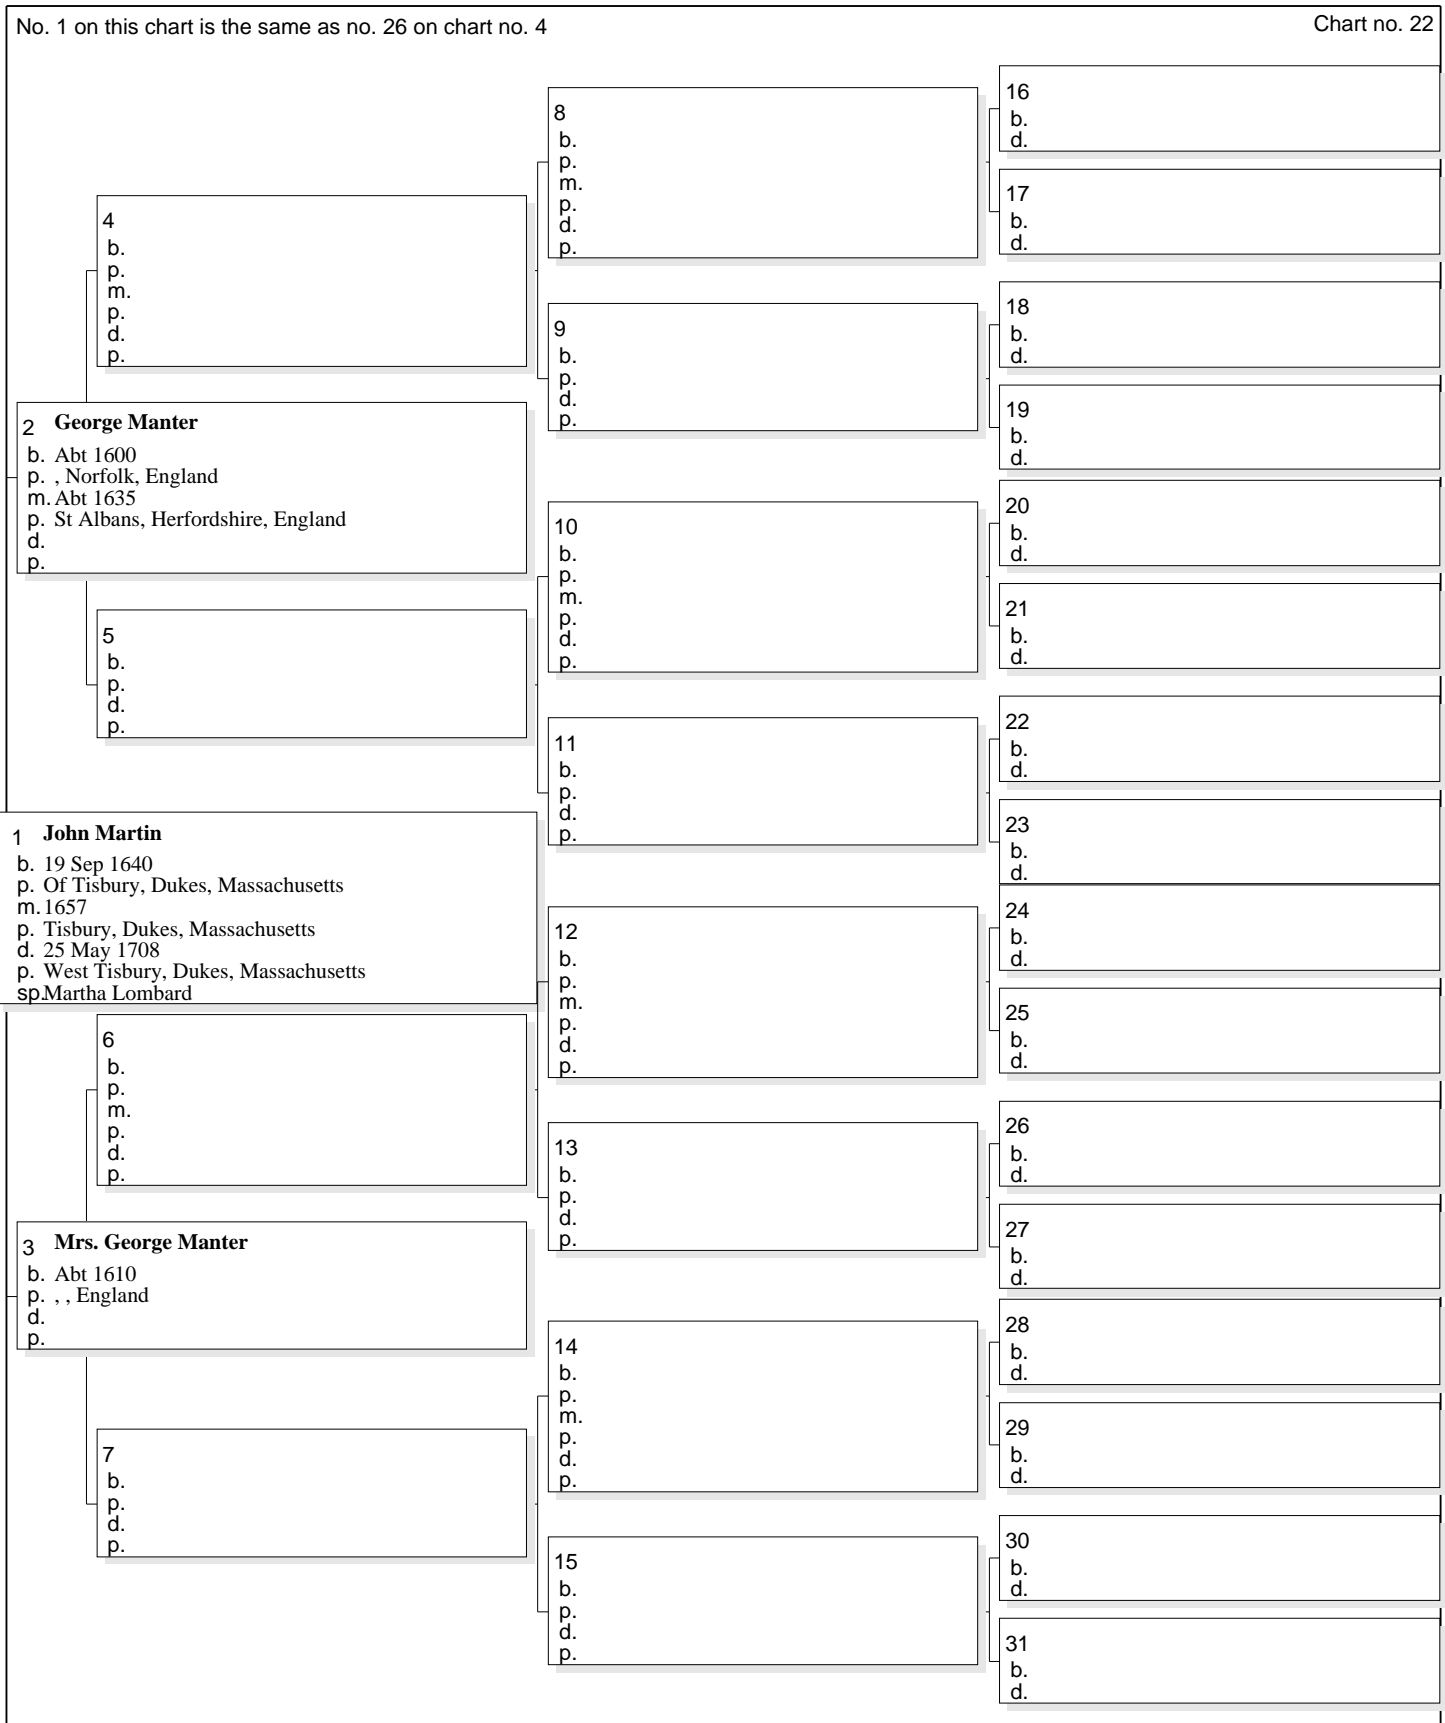 No. 1 on this chart is the same as no. 26 on chart no. 4
Chart no. 22
1 John Martin
b. 19 Sep 1640
p. Of Tisbury, Dukes, Massachusetts
m. 1657
p. Tisbury, Dukes, Massachusetts
d. 25 May 1708
p. West Tisbury, Dukes, Massachusetts
sp. Martha Lombard
2 George Manter
b. Abt 1600
p. , Norfolk, England
m. Abt 1635
p. St Albans, Herfordshire, England
d.
p.
3 Mrs. George Manter
b. Abt 1610
p. , , England
d.
p.
4
b.
p.
m.
p.
d.
p.
5
b.
p.
d.
p.
6
b.
p.
m.
p.
d.
p.
7
b.
p.
d.
p.
8
b.
p.
m.
p.
d.
p.
9
b.
p.
d.
p.
10
b.
p.
m.
p.
d.
p.
11
b.
p.
d.
p.
12
b.
p.
m.
p.
d.
p.
13
b.
p.
d.
p.
14
b.
p.
m.
p.
d.
p.
15
b.
p.
d.
p.
16
b.
d.
17
b.
d.
18
b.
d.
19
b.
d.
20
b.
d.
21
b.
d.
22
b.
d.
23
b.
d.
24
b.
d.
25
b.
d.
26
b.
d.
27
b.
d.
28
b.
d.
29
b.
d.
30
b.
d.
31
b.
d.